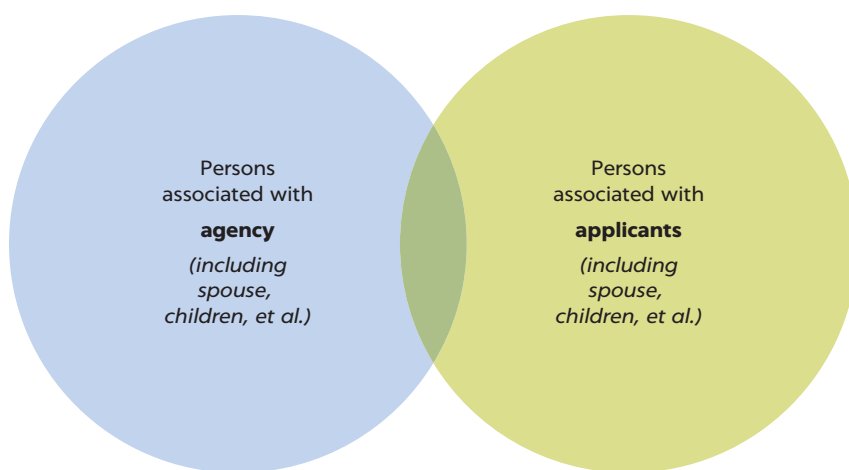 Persons
associated with
agency
(including
spouse,
children, et al.)
Persons
associated with
applicants
(including
spouse,
children, et al.)